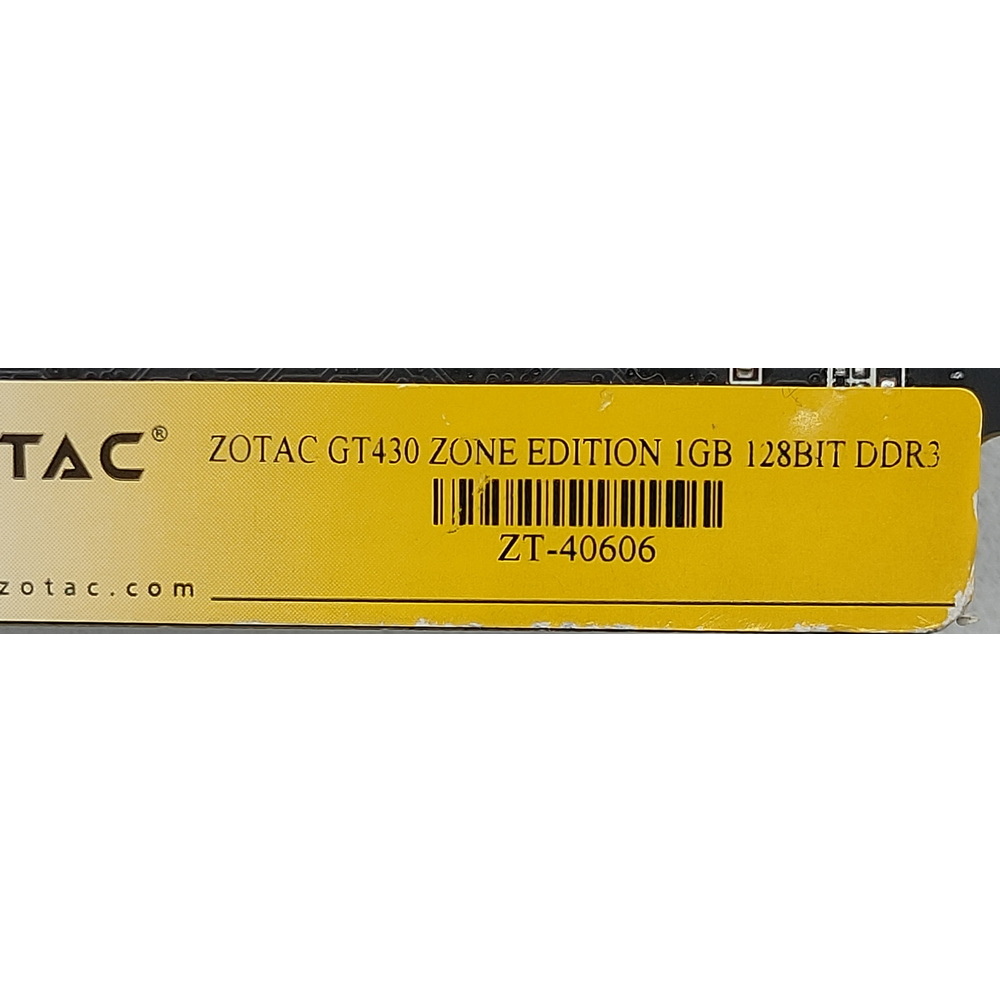 TAC®
ZOTAC GT430 ZONE EDITION 1GB 128BIT DDR3
ZT-40606
zotac.com